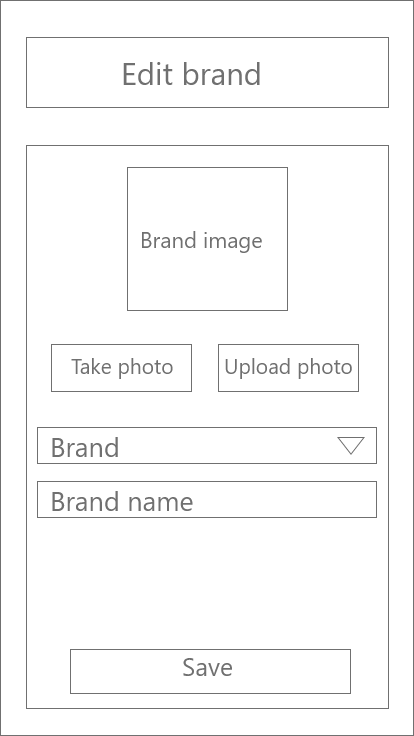 Edit brand
Brand image
Take photo
Upload photo
Brand
Brand name
Save